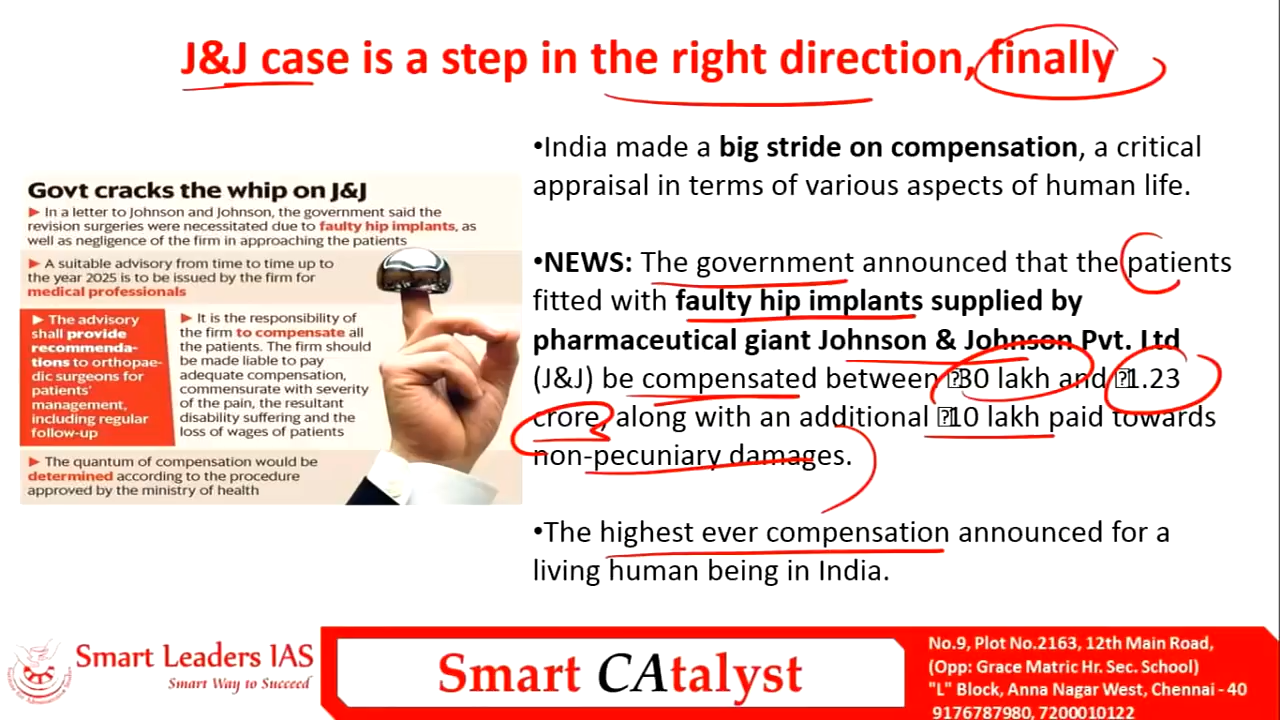 J&J case is a step in the right direction, finally
Govt cracks the whip on J&J
► In a letter to Johnson and Johnson, the government said the
revision surgeries were necessitated due to faulty hip implants, as
well as negligence of the firm in approaching the patients
► A suitable advisory from time to time up to
the year 2025 is to be issued by the firm for
medical professionals
► The advisory
shall provide
recommenda-
tions to orthopae-
dic surgeons for
patients'
management,
including regular
follow-up
► It is the responsibility of
the firm to compensate all
the patients. The firm should
be made liable to pay
adequate compensation,
commensurate with severity
of the pain, the resultant
disability suffering and the
loss of wages of patients
► The quantum of compensation would be
determined according to the procedure
approved by the ministry of health
•India made a big stride on compensation, a critical
appraisal in terms of various aspects of human life.
•NEWS: The government announced that the patients
fitted with faulty hip implants supplied by
pharmaceutical giant Johnson & Johnson Pvt. Ltd
(J&J) be compensated between 30 lakh and 1.23
crore, along with an additional 10 lakh paid towards
non-pecuniary damages.
•The highest ever compensation announced for a
living human being in India.
Smart Leaders IAS
Smart Way to Succeed
Smart CAtalyst
No.9, Plot No.2163, 12th Main Road,
(Opp: Grace Matric Hr. Sec. School)
"L" Block, Anna Nagar West, Chennai - 40
9176787980, 7200010122